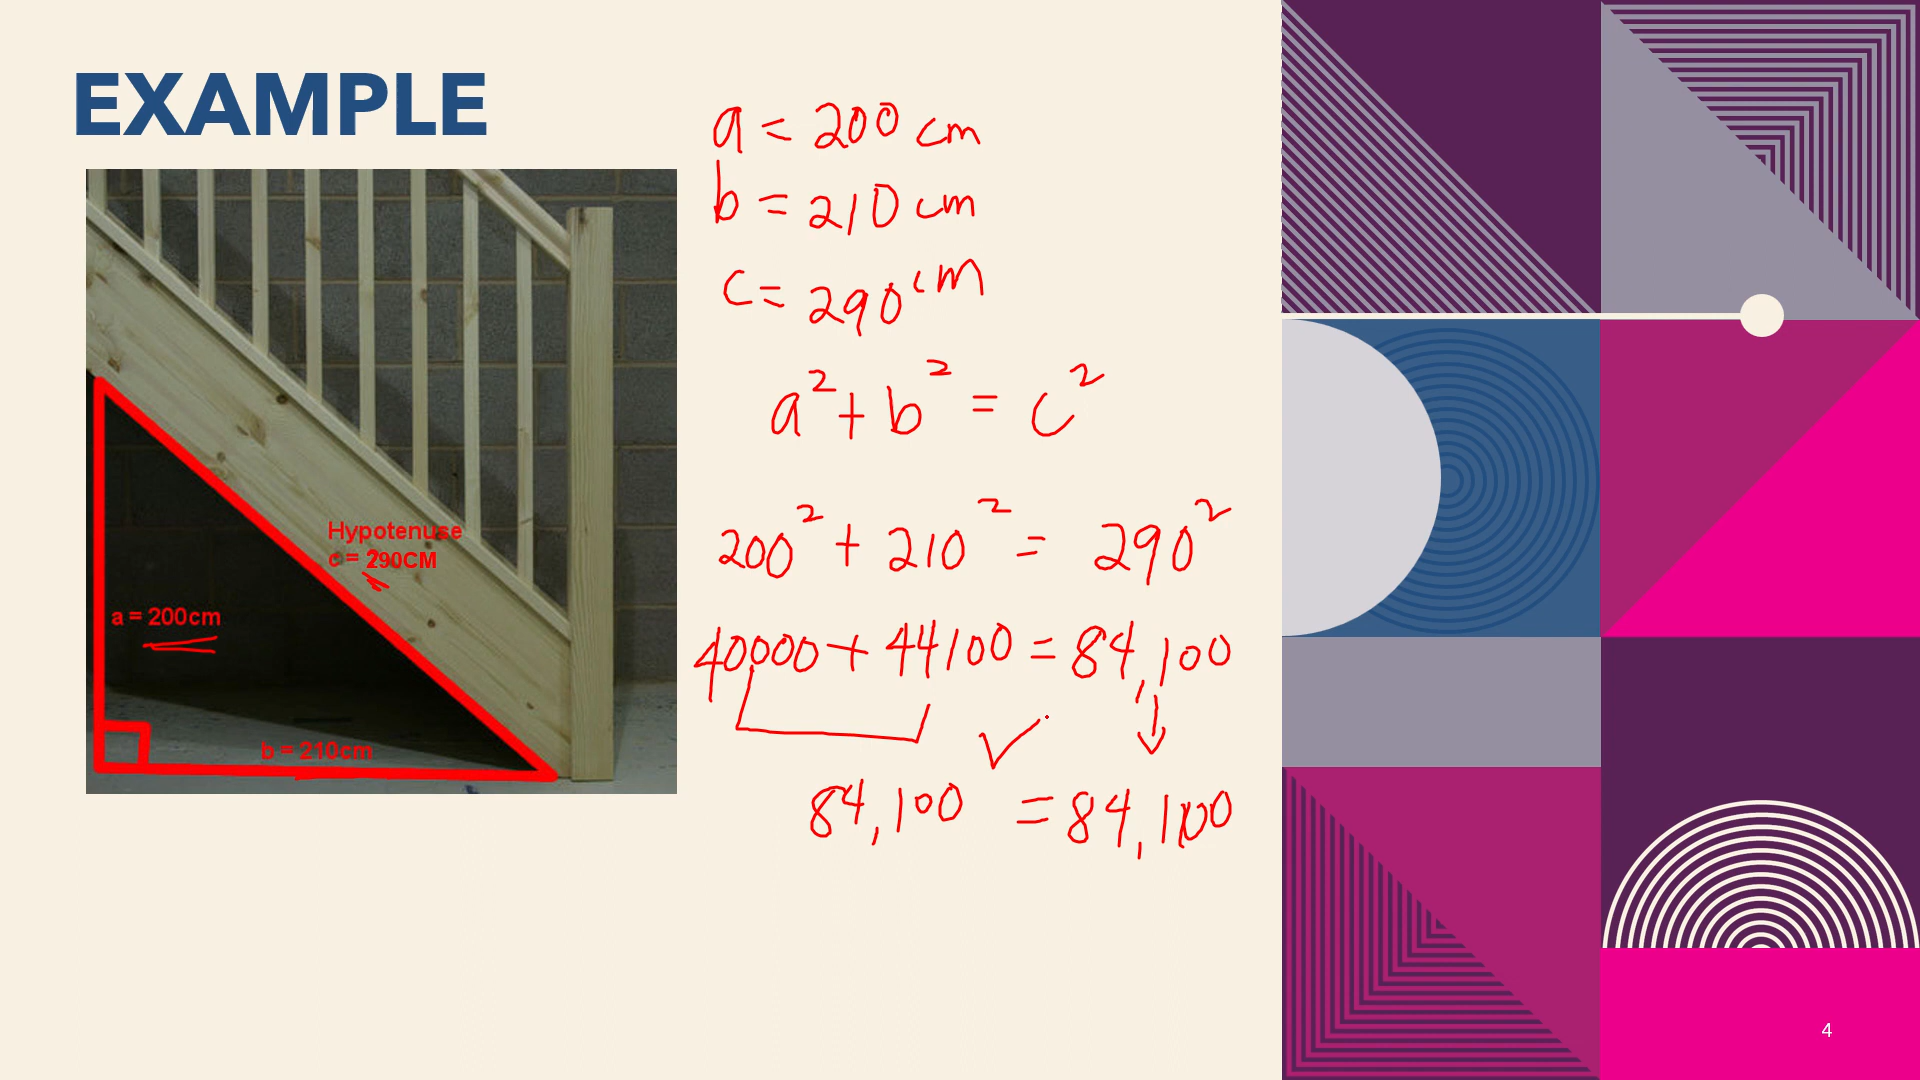 EXAMPLE
a = 200 cm
b = 210 cm
c = 290 cm
a² + b² = c²
200² + 210² = 290²
40000 + 44100 = 84,100
84,100 = 84,100
Hypotenuse
c = 290CM
a = 200cm
b = 210cm
4